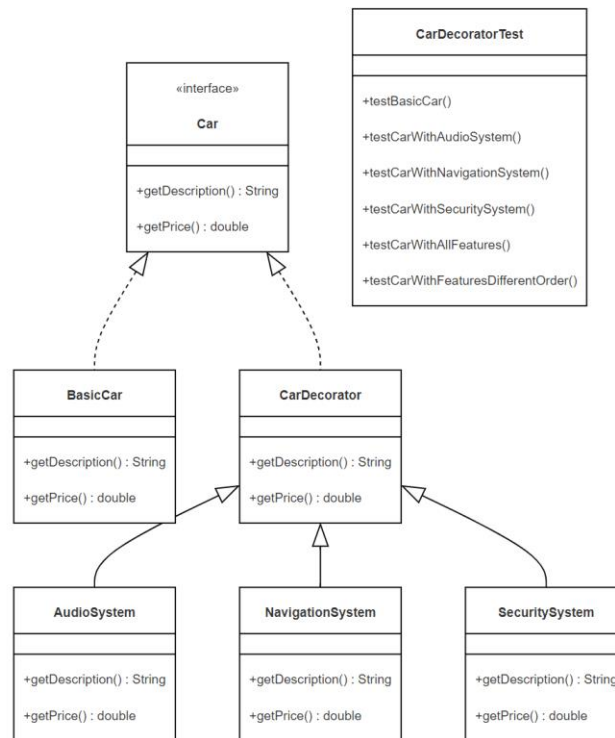 CarDecoratorTest
+testBasicCar()
+testCarWithAudioSystem()
+testCarWithNavigationSystem()
+testCarWithSecuritySystem()
+testCarWithAllFeatures()
+testCarWithFeaturesDifferentOrder()
«interface»
Car
+getDescription() : String
+getPrice() : double
BasicCar
+getDescription() : String
+getPrice() : double
CarDecorator
+getDescription() : String
+getPrice() : double
AudioSystem
+getDescription() : String
+getPrice() : double
NavigationSystem
+getDescription() : String
+getPrice() : double
SecuritySystem
+getDescription() : String
+getPrice() : double